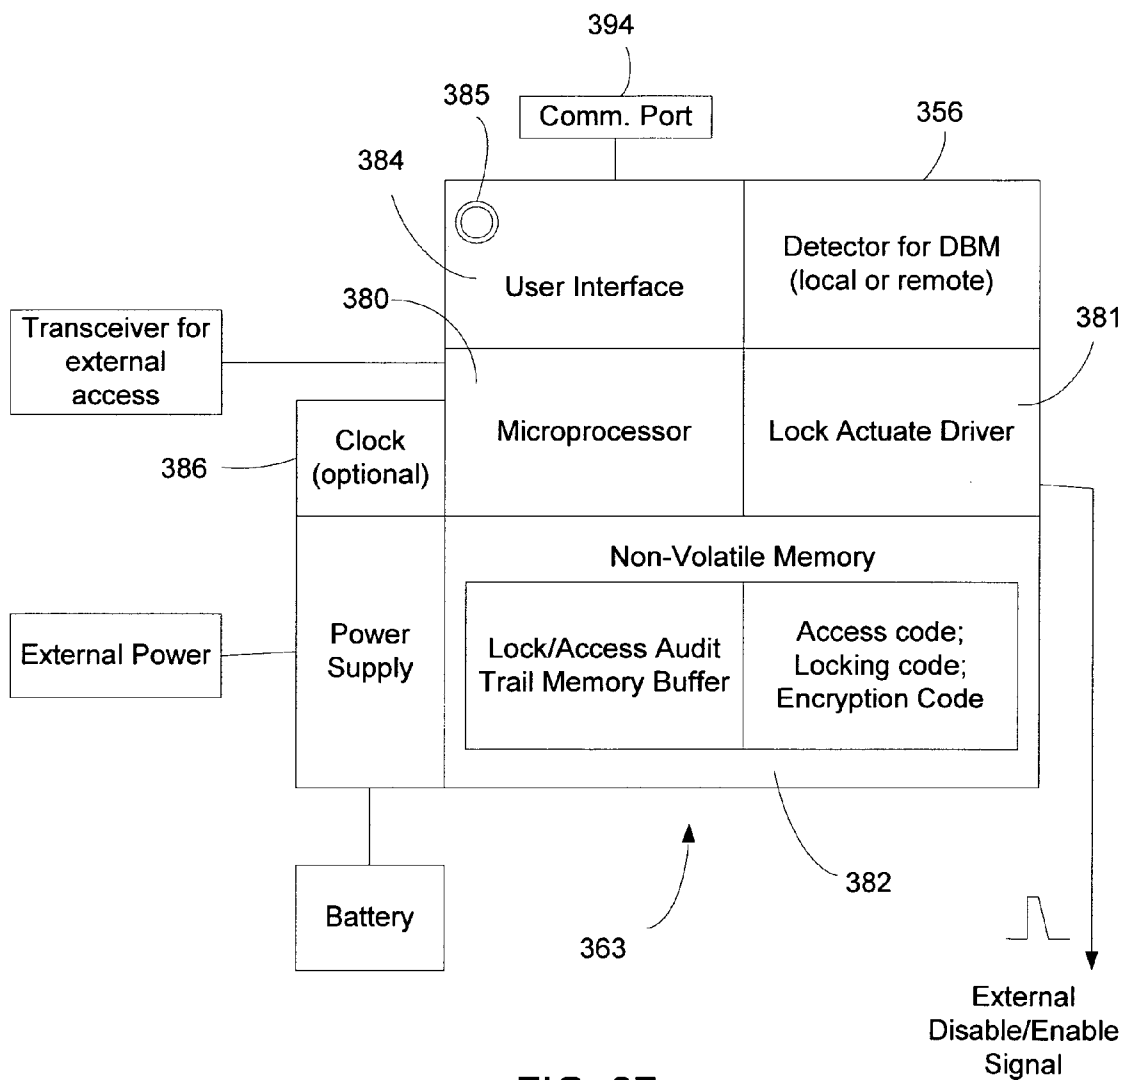 394
Comm. Port
385
356
384
User Interface
Detector for DBM
(local or remote)
380
381
Transceiver for
external
access
Microprocessor
Lock Actuate Driver
Clock
(optional)
386
Non-Volatile Memory
External Power
Power
Supply
Lock/Access Audit
Trail Memory Buffer
Access code;
Locking code;
Encryption Code
382
Battery
363
External
Disable/Enable
Signal